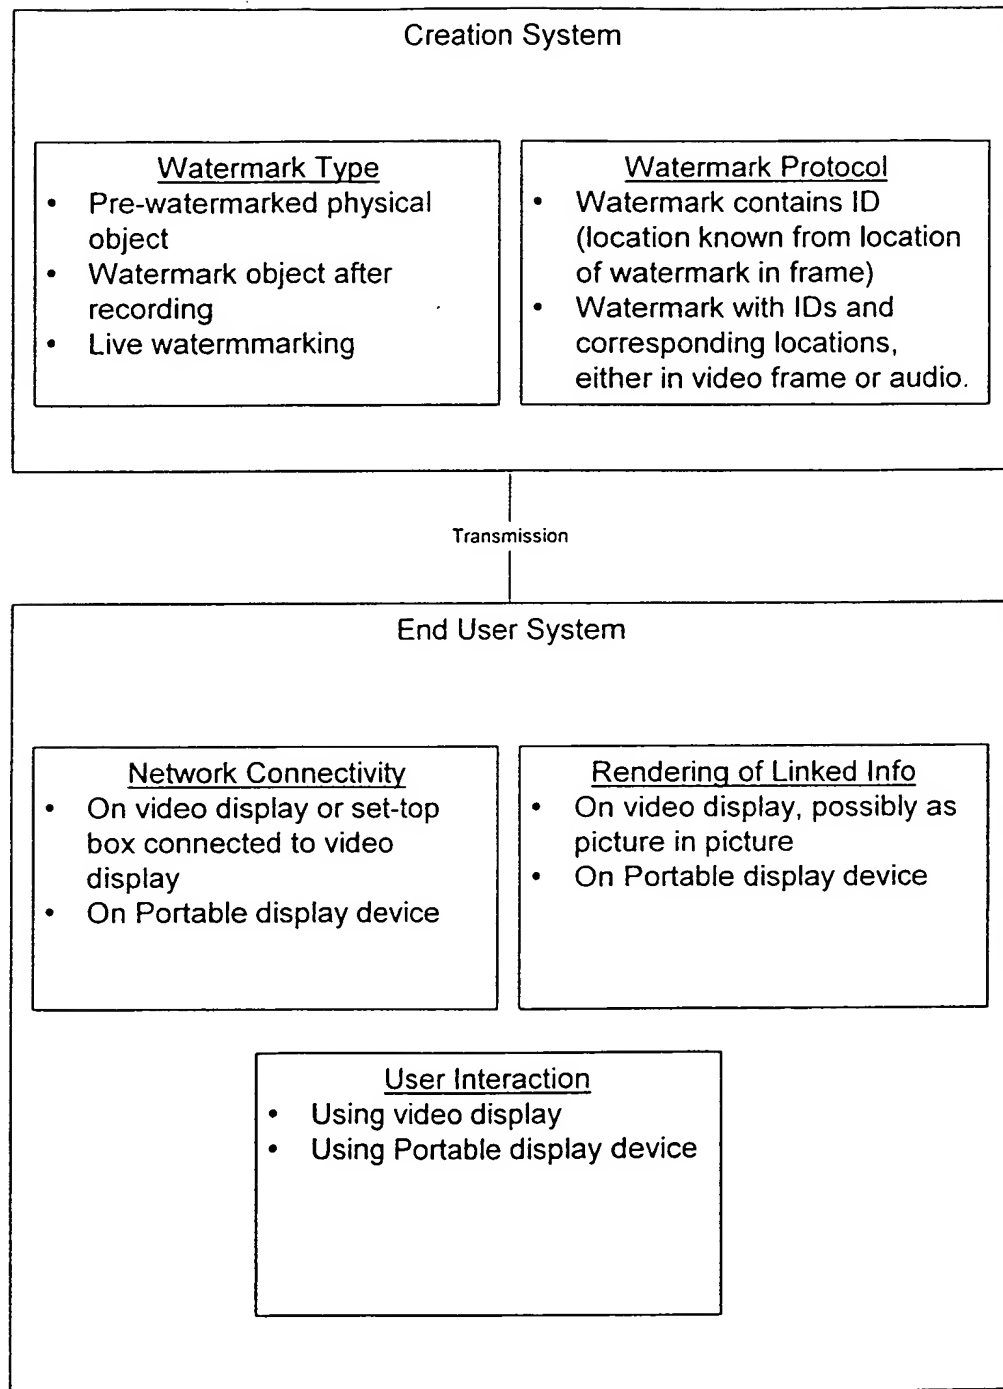 Creation System
Watermark Type
• Pre-watermarked physical
object
• Watermark object after
recording
• Live watermmarking
Watermark Protocol
• Watermark contains ID
(location known from location
of watermark in frame)
• Watermark with IDs and
corresponding locations,
either in video frame or audio.
Transmission
End User System
Network Connectivity
• On video display or set-top
box connected to video
display
• On Portable display device
Rendering of Linked Info
• On video display, possibly as
picture in picture
• On Portable display device
User Interaction
• Using video display
• Using Portable display device